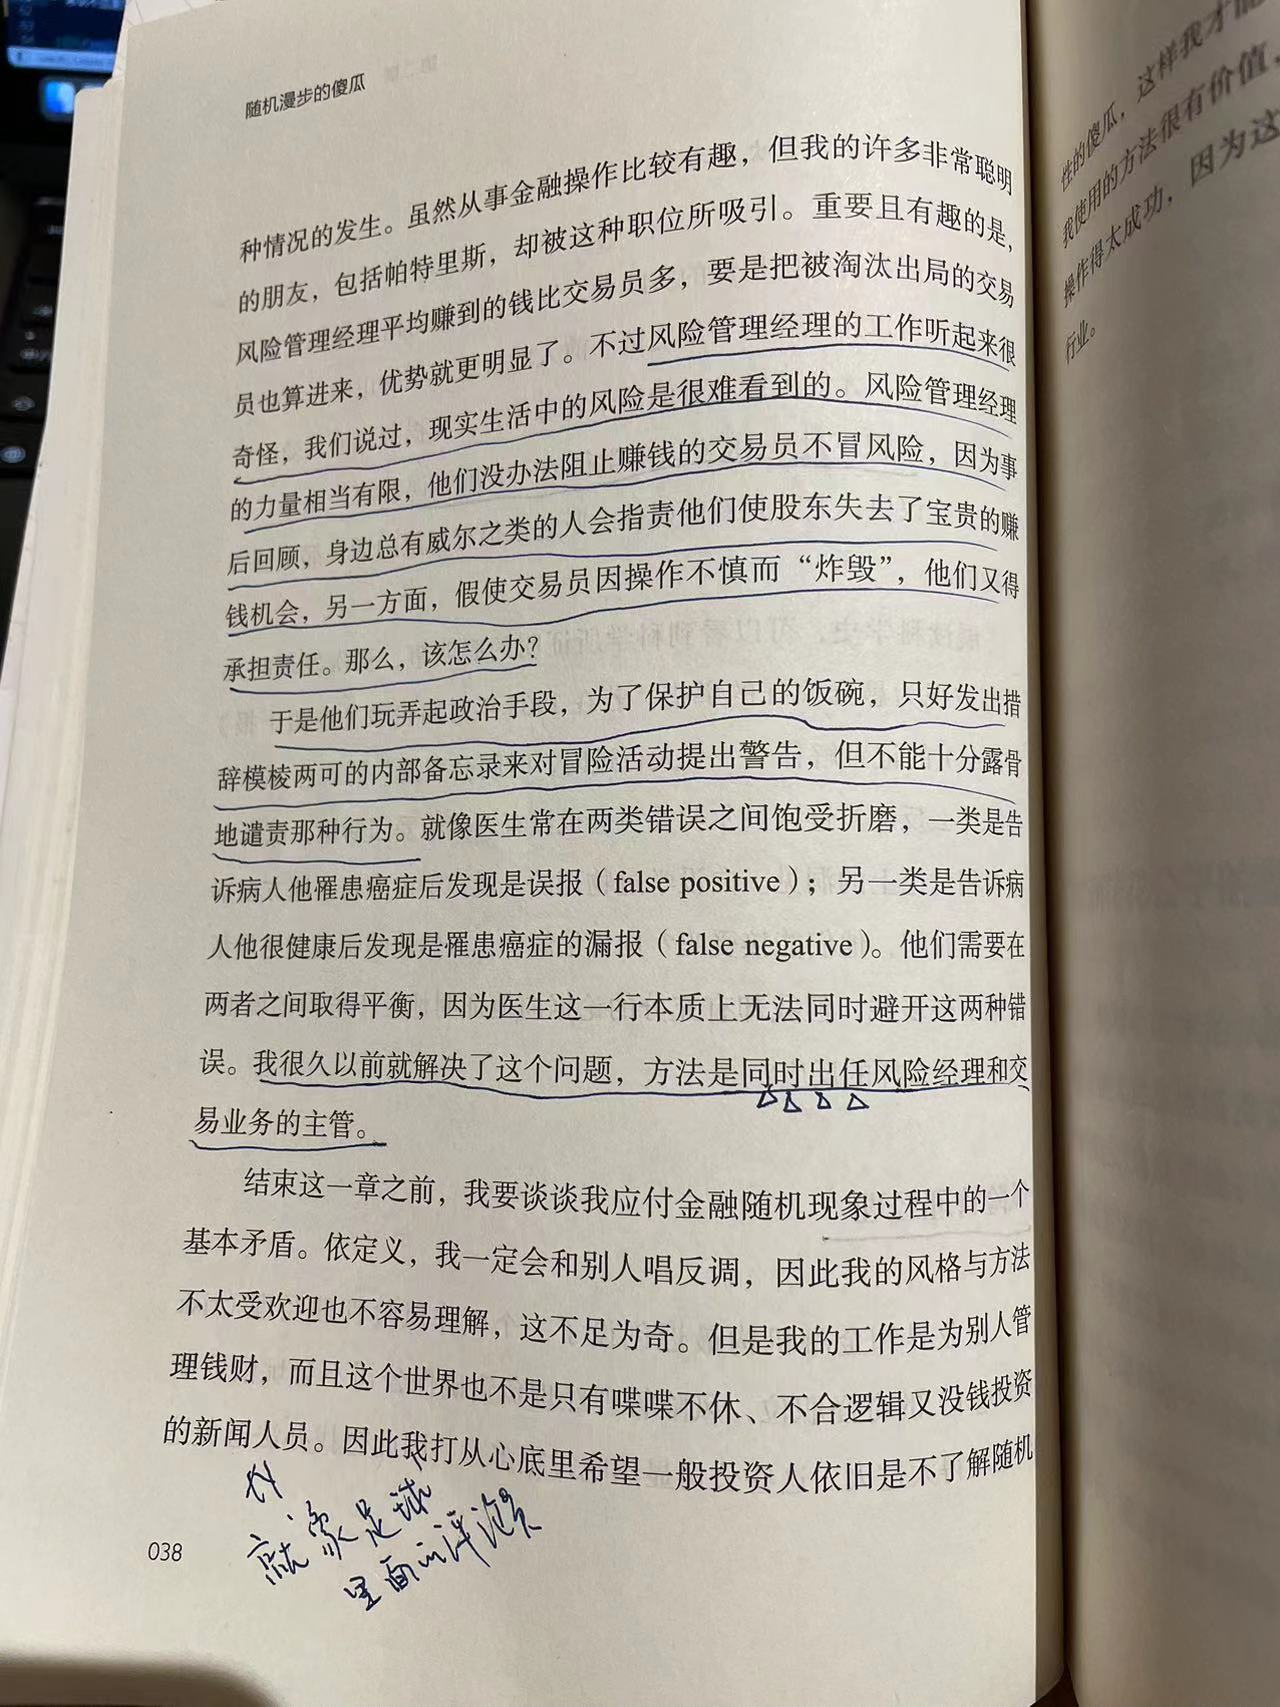 随机漫步的傻瓜
种情况的发生。虽然从事金融操作比较有趣，但我的许多非常聪明
的朋友，包括帕特里斯，却被这种职位所吸引。重要且有趣的是，
风险管理经理平均赚到的钱比交易员多，要是把被淘汰出局的交易
员也算进来，优势就更明显了。不过风险管理经理的工作听起来很
奇怪，我们说过，现实生活中的风险是很难看到的。风险管理经理
的力量相当有限，他们没办法阻止赚钱的交易员不冒风险，因为事
后回顾，身边总有威尔之类的人会指责他们使股东失去了宝贵的赚
钱机会，另一方面，假使交易员因操作不慎而“炸毁”，他们又得
承担责任。那么，该怎么办？
于是他们玩弄起政治手段，为了保护自己的饭碗，只好发出措
辞模棱两可的内部备忘录来对冒险活动提出警告，但不能十分露骨
地谴责那种行为。就像医生常在两类错误之间饱受折磨，一类是告
诉病人他罹患癌症后发现是误报（false positive）；另一类是告诉病
人他很健康后发现是罹患癌症的漏报（false negative）。他们需要在
两者之间取得平衡，因为医生这一行本质上无法同时避开这两种错
误。我很久以前就解决了这个问题，方法是同时出任风险经理和交
易业务的主管。
结束这一章之前，我要谈谈我应付金融随机现象过程中的一个
基本矛盾。依定义，我一定会和别人唱反调，因此我的风格与方法
不太受欢迎也不容易理解，这不足为奇。但是我的工作是为别人管
理钱财，而且这个世界也不是只有喋喋不休、不合逻辑又没钱投资
的新闻人员。因此我打从心底里希望一般投资人依旧是不了解随机
就象足球
里面的评论员
038
性的傻瓜，这样我才能
我使用的方法很有价值，
操作得太成功，因为这
行业。